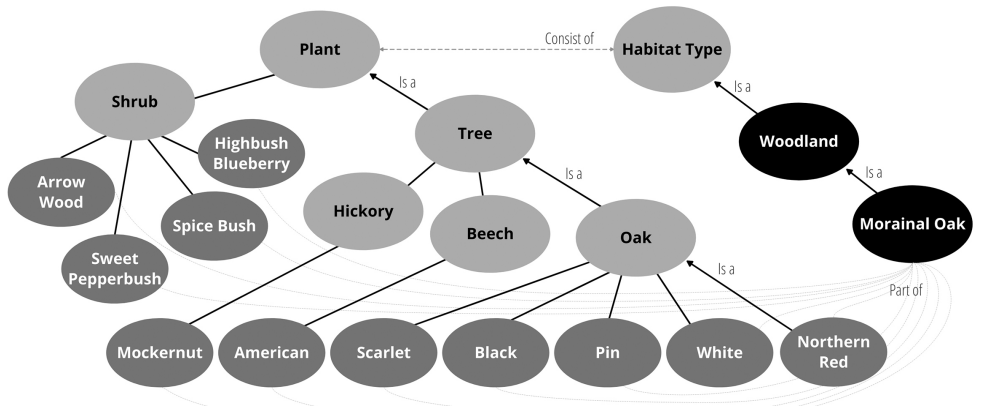 Plant
Consist of
Habitat Type
Is a
Is a
Shrub
Tree
Woodland
Highbush
Blueberry
Is a
Is a
Arrow
Wood
Hickory
Spice Bush
Beech
Oak
Morainal Oak
Sweet
Pepperbush
Is a
Part of
Mockernut
American
Scarlet
Black
Pin
White
Northern
Red